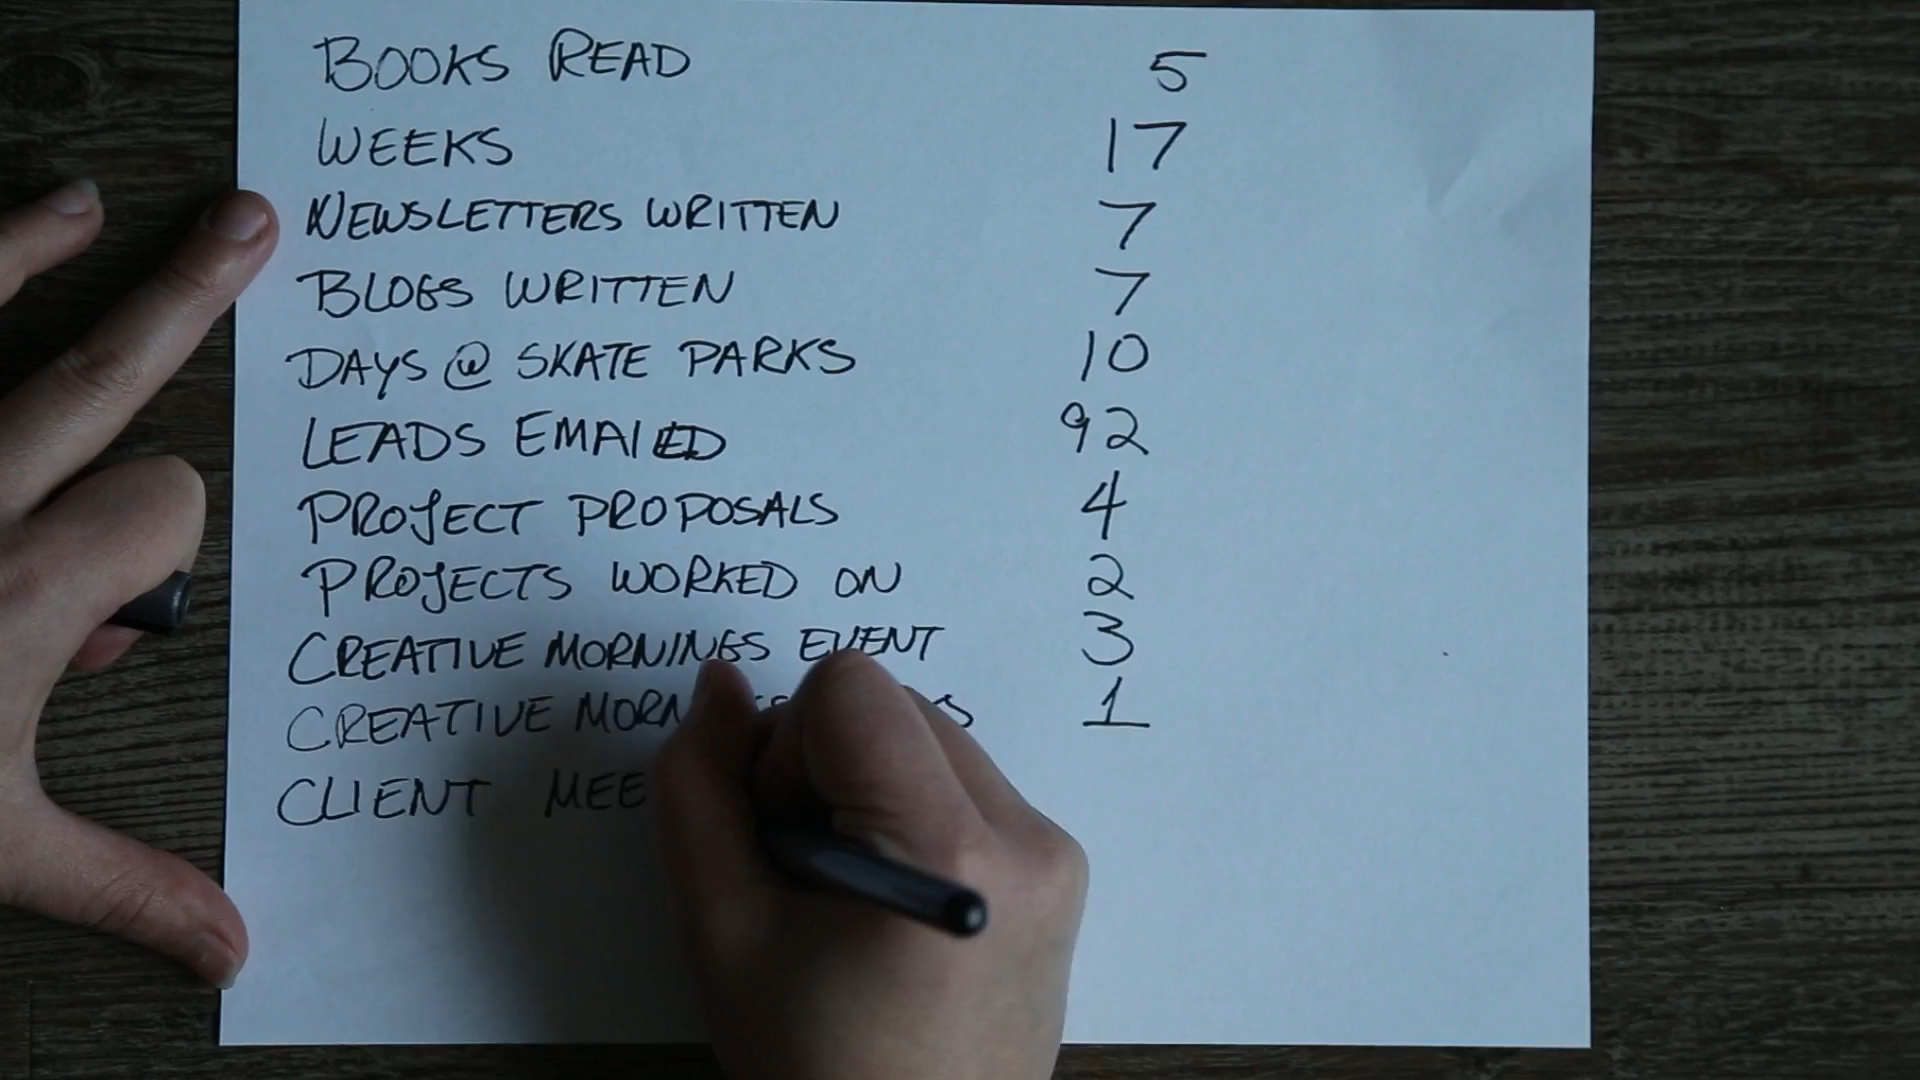 BOOKS READ 5
WEEKS 17
NEWSLETTERS WRITTEN 7
BLOGS WRITTEN 7
DAYS @ SKATE PARKS 10
LEADS EMAILED 92
PROJECT PROPOSALS 4
PROJECTS WORKED ON 2
CREATIVE MORNINGS EVENT 3
CREATIVE 1
CLIENT